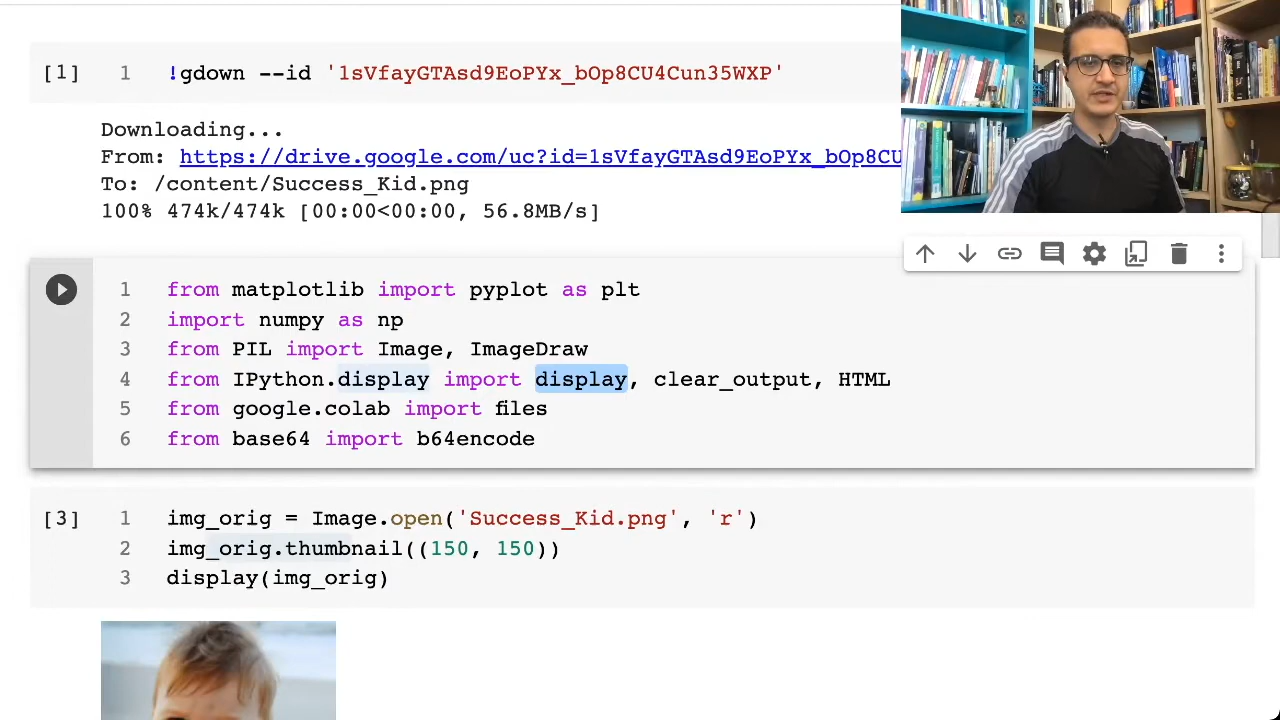 [1] 1 !gdown --id '1sVfayGTAsd9EoPYx_bOp8CU4Cun35WXP'
Downloading...
From: https://drive.google.com/uc?id=1sVfayGTAsd9EoPYx_bOp8CU
To: /content/Success_Kid.png
100% 474k/474k [00:00<00:00, 56.8MB/s]
1 from matplotlib import pyplot as plt
2 import numpy as np
3 from PIL import Image, ImageDraw
4 from IPython.display import display, clear_output, HTML
5 from google.colab import files
6 from base64 import b64encode
[3] 1 img_orig = Image.open('Success_Kid.png', 'r')
2 img_orig.thumbnail((150, 150))
3 display(img_orig)